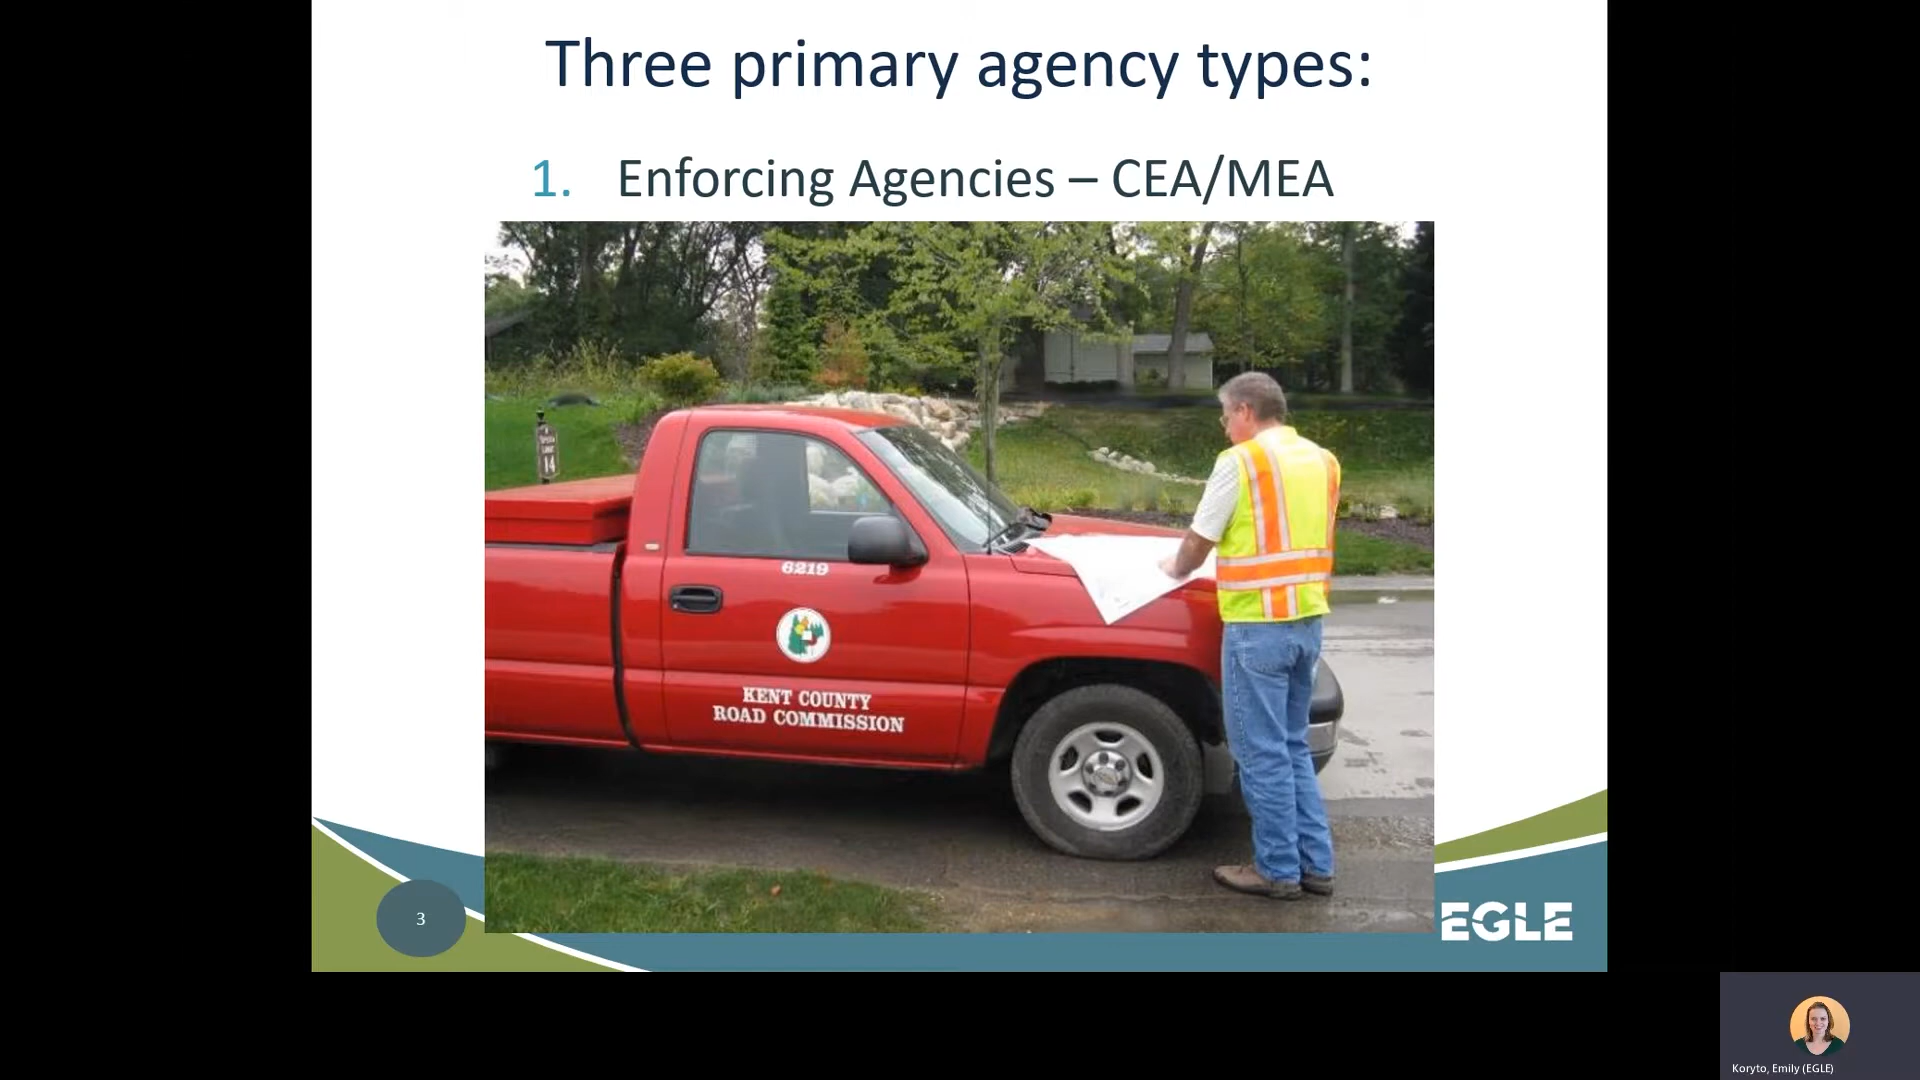 Three primary agency types:
1. Enforcing Agencies – CEA/MEA
14
6219
KENT COUNTY
ROAD COMMISSION
3
EGLE
Koryto, Emily (EGLE)